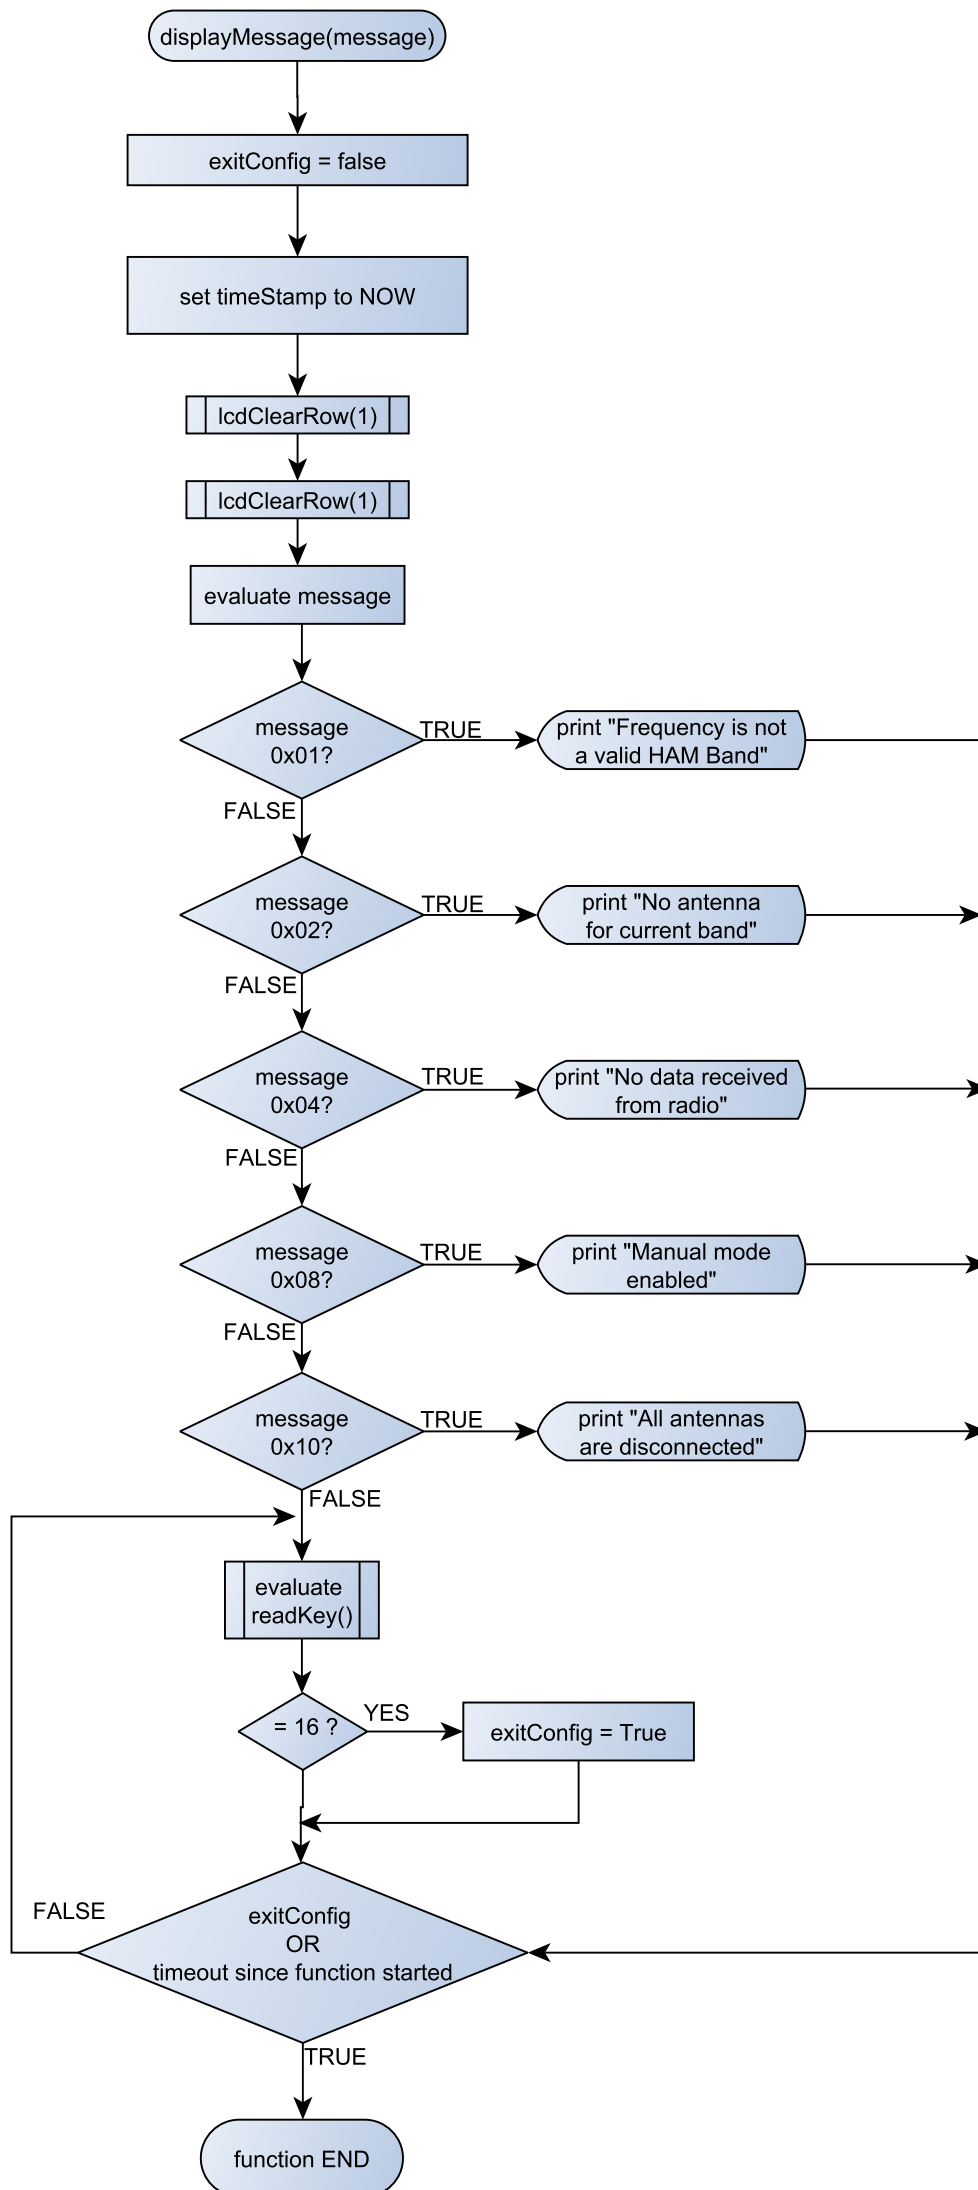 displayMessage(message)
exitConfig = false
set timeStamp to NOW
lcdClearRow(1)
lcdClearRow(1)
evaluate message
message
0x01?
TRUE
print "Frequency is not
a valid HAM Band"
FALSE
message
0x02?
TRUE
print "No antenna
for current band"
FALSE
message
0x04?
TRUE
print "No data received
from radio"
FALSE
message
0x08?
TRUE
print "Manual mode
enabled"
FALSE
message
0x10?
TRUE
print "All antennas
are disconnected"
FALSE
evaluate
readKey()
= 16 ?
YES
exitConfig = True
FALSE
exitConfig
OR
timeout since function started
TRUE
function END